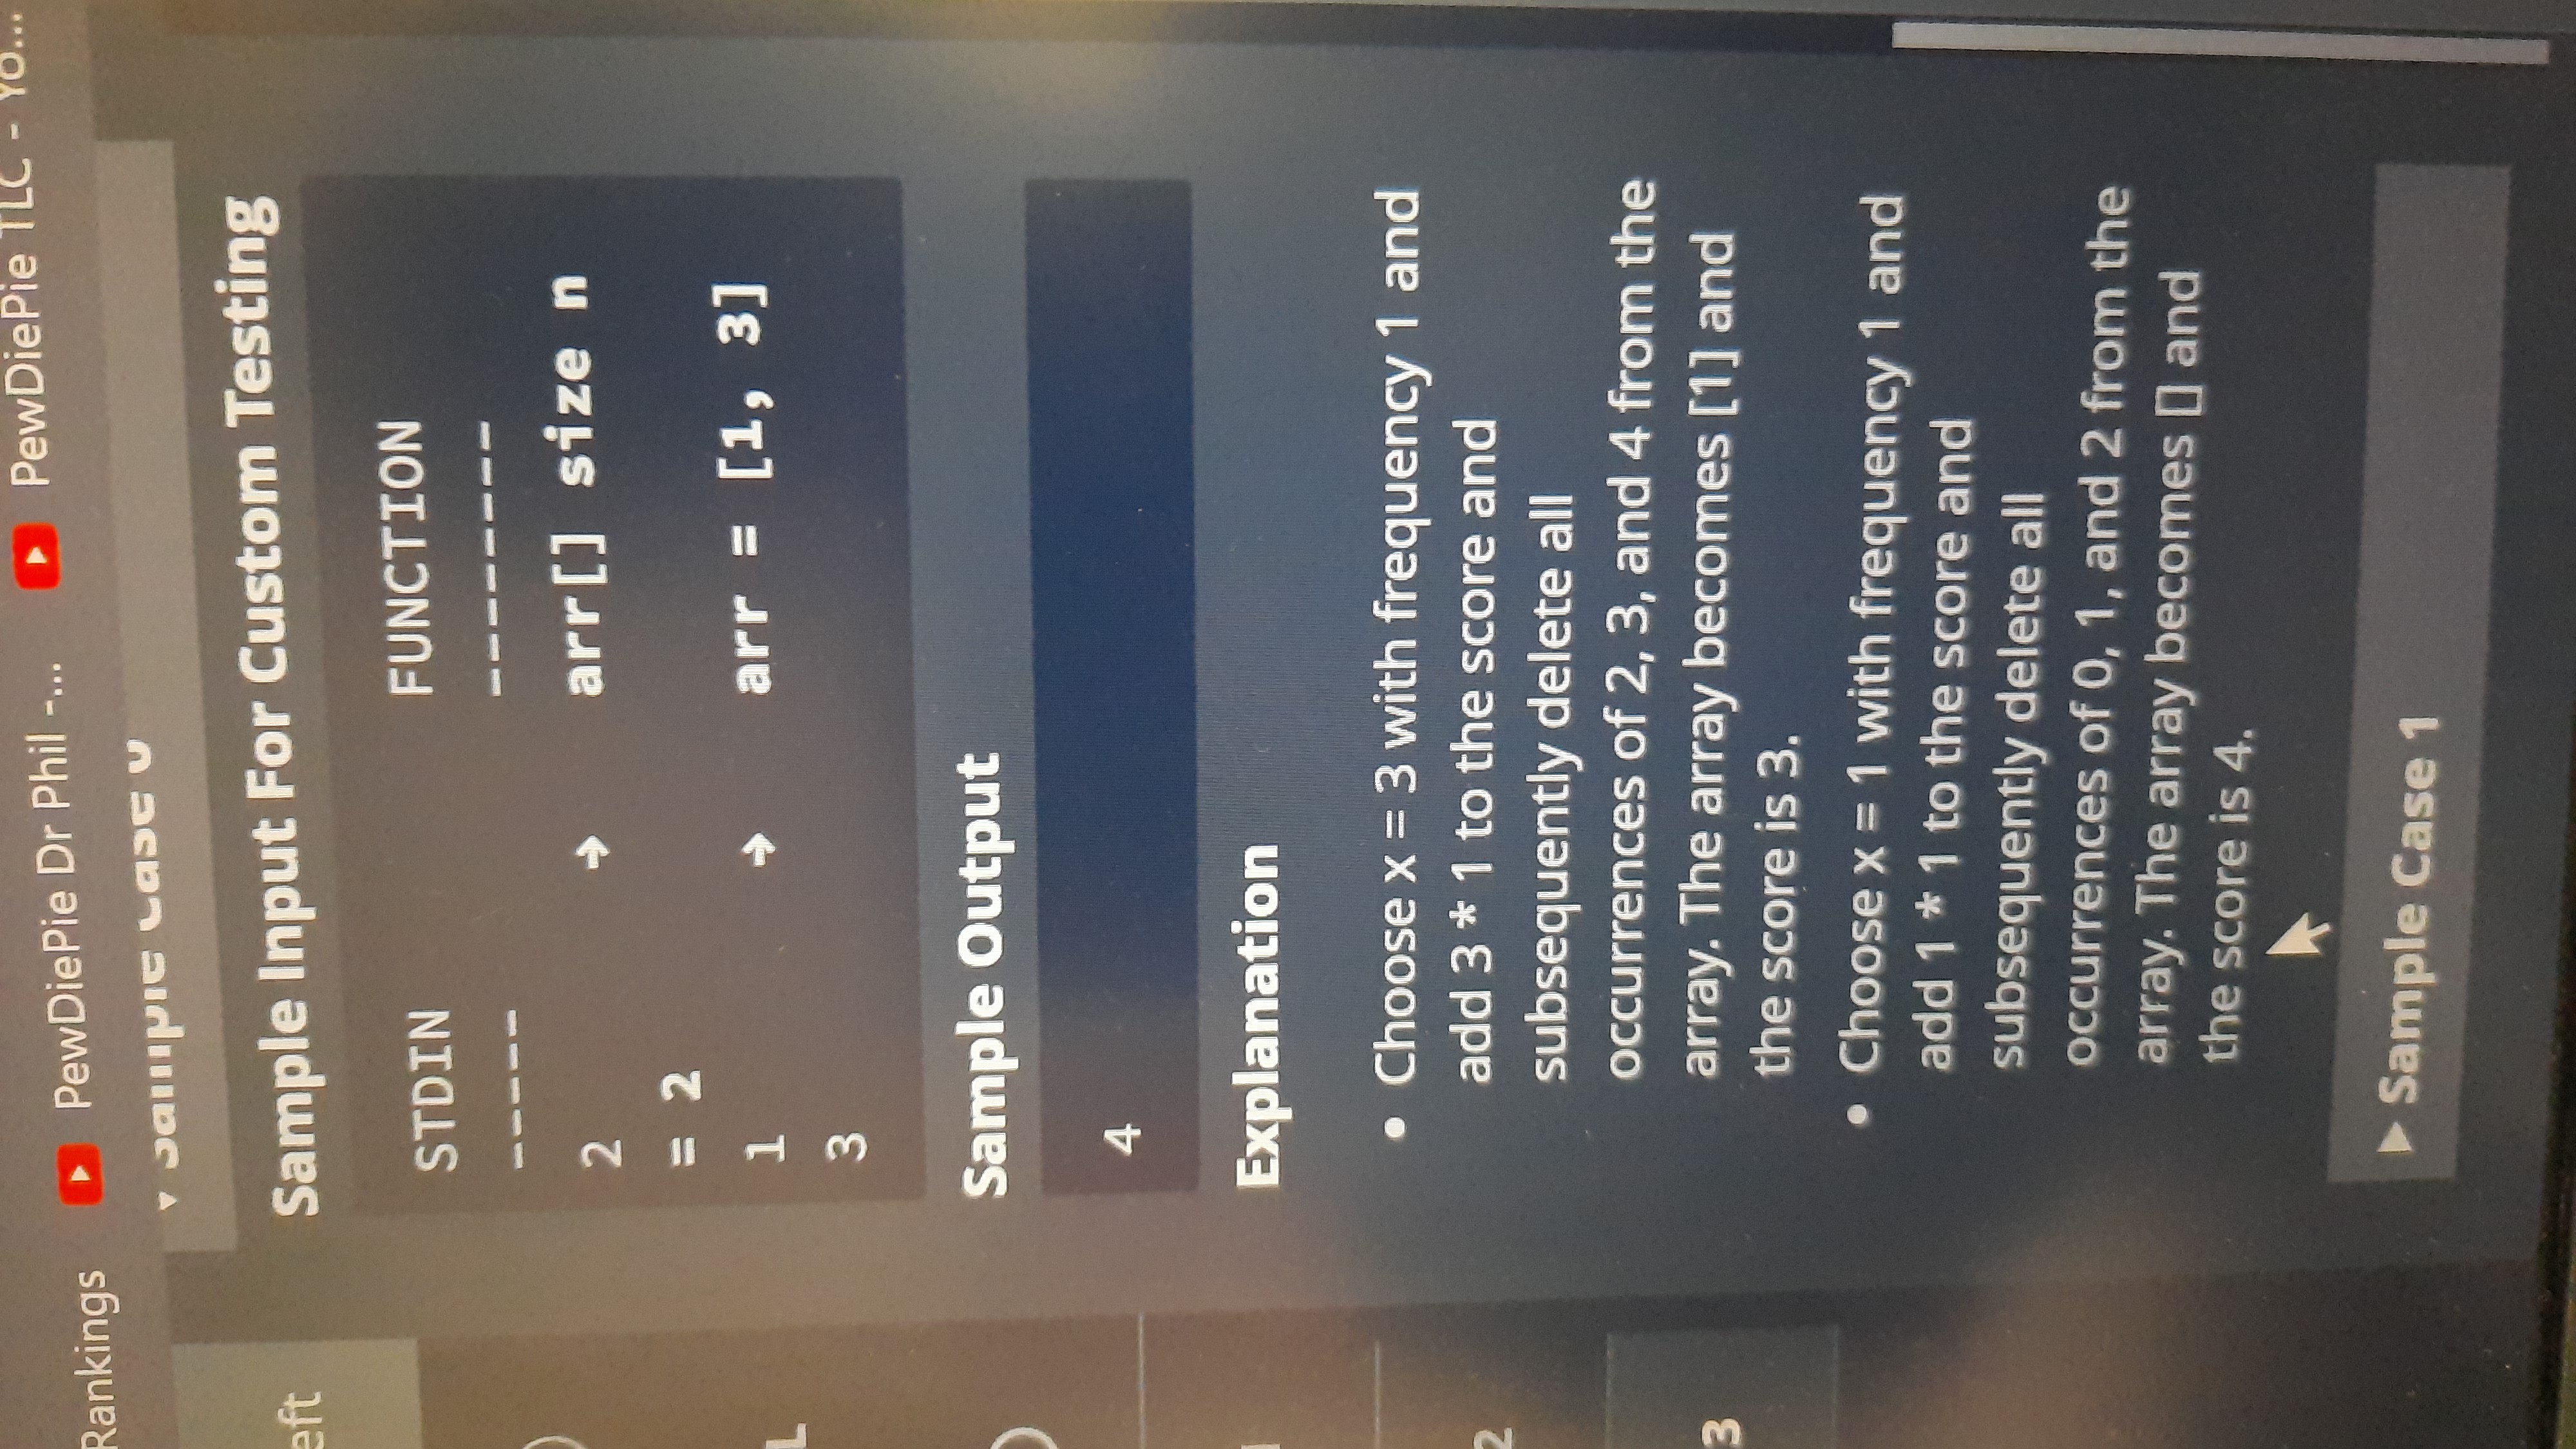 Rankings PewDiePie Dr Phil -... PewDiePie TLC - Yo...
▼ Sample Case 0
eft
Sample Input For Custom Testing
STDIN FUNCTION
----- --------
2 → arr[] size n
= 2
1 → arr = [1, 3]
3
L
Sample Output
4
Explanation
• Choose x = 3 with frequency 1 and
add 3 * 1 to the score and
subsequently delete all
occurrences of 2, 3, and 4 from the
array. The array becomes [1] and
the score is 3.
• Choose x = 1 with frequency 1 and
add 1 * 1 to the score and
subsequently delete all
occurrences of 0, 1, and 2 from the
array. The array becomes [] and
the score is 4.
2
3
▶ Sample Case 1